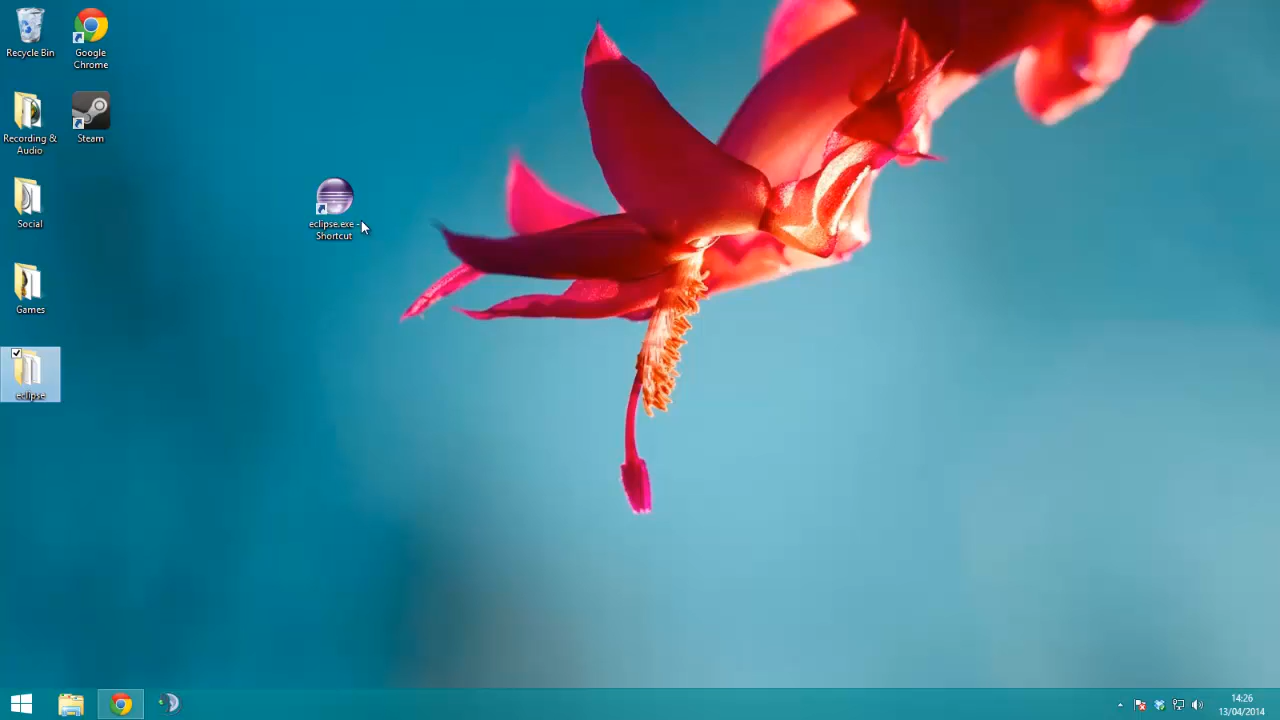 Recycle Bin
Google
Chrome
Recording &
Audio
Steam
Social
eclipse.exe -
Shortcut
Games
eclipse
14:26
13/04/2014